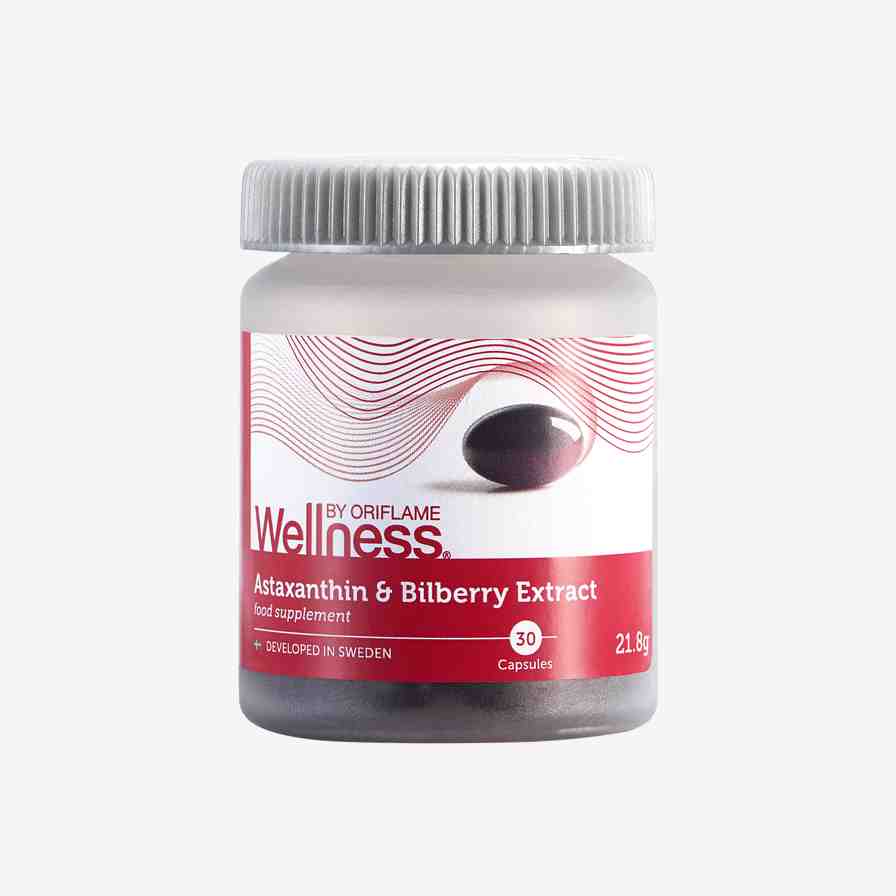 BY ORIFLAME
Wellness®
Astaxanthin & Bilberry Extract
food supplement
DEVELOPED IN SWEDEN
30
Capsules
21.8g